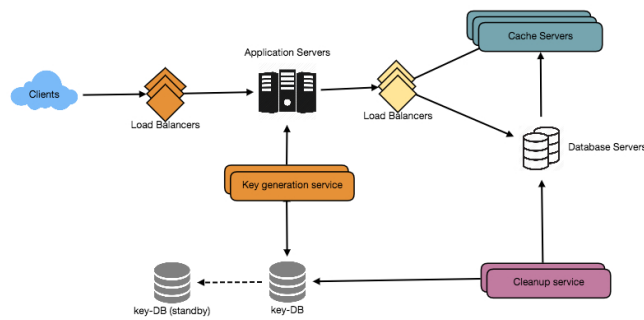 Cache Servers
Application Servers
Clients
Load Balancers
Load Balancers
Database Servers
Key generation service
Cleanup service
key-DB (standby)
key-DB